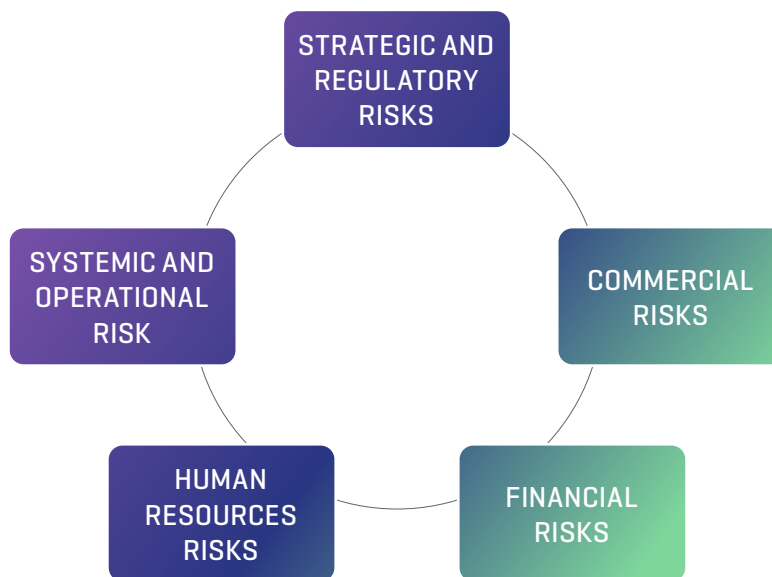 STRATEGIC AND
REGULATORY
RISKS
SYSTEMIC AND
OPERATIONAL
RISK
COMMERCIAL
RISKS
HUMAN
RESOURCES
RISKS
FINANCIAL
RISKS